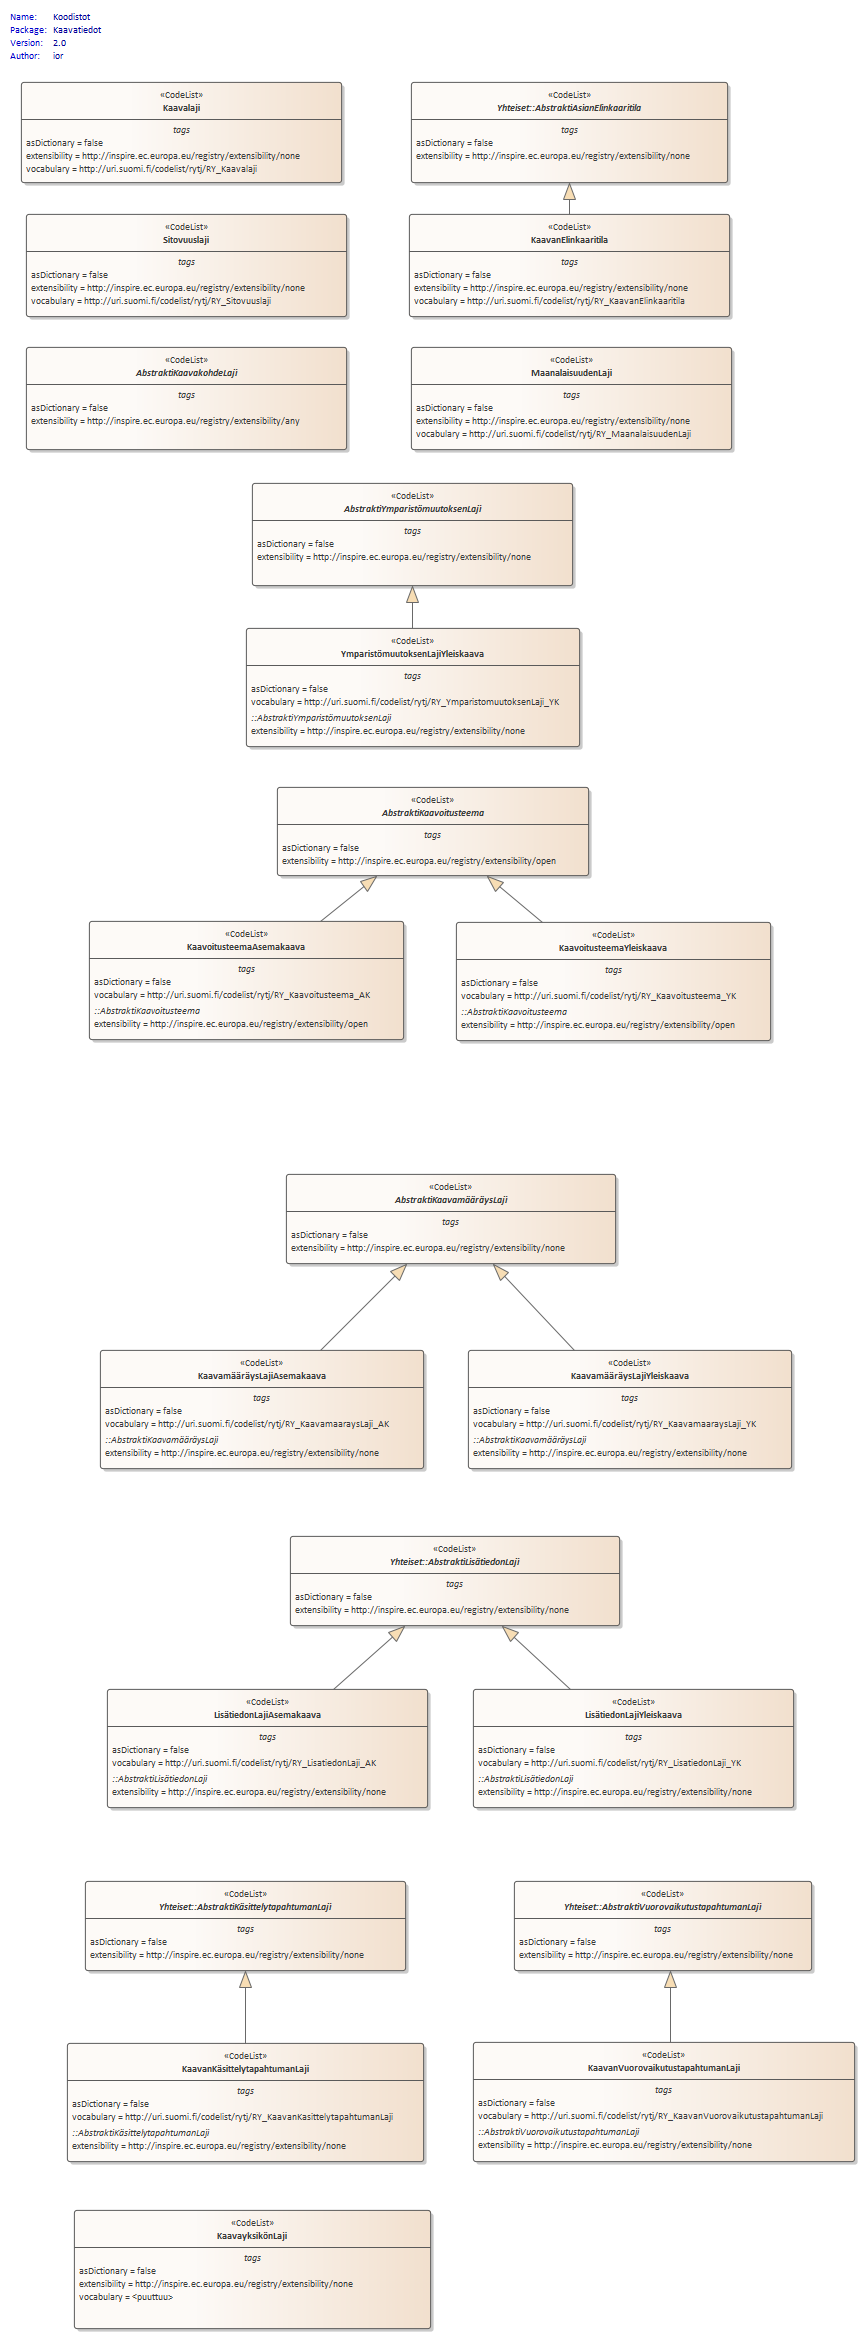 Name: Koodistot
Package: Kaavatiedot
Version: 2.0
Author: ior
«CodeList»
Kaavalaji
tags
asDictionary = false
extensibility = http://inspire.ec.europa.eu/registry/extensibility/none
vocabulary = http://uri.suomi.fi/codelist/rytj/RY_Kaavalaji
«CodeList»
Yhteiset::AbstraktiAsianElinkaaritila
tags
asDictionary = false
extensibility = http://inspire.ec.europa.eu/registry/extensibility/none
«CodeList»
Sitovuuslaji
tags
asDictionary = false
extensibility = http://inspire.ec.europa.eu/registry/extensibility/none
vocabulary = http://uri.suomi.fi/codelist/rytj/RY_Sitovuuslaji
«CodeList»
KaavanElinkaaritila
tags
asDictionary = false
extensibility = http://inspire.ec.europa.eu/registry/extensibility/none
vocabulary = http://uri.suomi.fi/codelist/rytj/RY_KaavanElinkaaritila
«CodeList»
AbstraktiKaavakohdeLaji
tags
asDictionary = false
extensibility = http://inspire.ec.europa.eu/registry/extensibility/any
«CodeList»
MaanalaisuudenLaji
tags
asDictionary = false
extensibility = http://inspire.ec.europa.eu/registry/extensibility/none
vocabulary = http://uri.suomi.fi/codelist/rytj/RY_MaanalaisuudenLaji
«CodeList»
AbstraktiYmparistömuutoksenLaji
tags
asDictionary = false
extensibility = http://inspire.ec.europa.eu/registry/extensibility/none
«CodeList»
YmparistömuutoksenLajiYleiskaava
tags
asDictionary = false
vocabulary = http://uri.suomi.fi/codelist/rytj/RY_YmparistomuutoksenLaji_YK
::AbstraktiYmparistömuutoksenLaji
extensibility = http://inspire.ec.europa.eu/registry/extensibility/none
«CodeList»
AbstraktiKaavoitusteema
tags
asDictionary = false
extensibility = http://inspire.ec.europa.eu/registry/extensibility/open
«CodeList»
KaavoitusteemaAsemakaava
tags
asDictionary = false
vocabulary = http://uri.suomi.fi/codelist/rytj/RY_Kaavoitusteema_AK
::AbstraktiKaavoitusteema
extensibility = http://inspire.ec.europa.eu/registry/extensibility/open
«CodeList»
KaavoitusteemaYleiskaava
tags
asDictionary = false
vocabulary = http://uri.suomi.fi/codelist/rytj/RY_Kaavoitusteema_YK
::AbstraktiKaavoitusteema
extensibility = http://inspire.ec.europa.eu/registry/extensibility/open
«CodeList»
AbstraktiKaavamääräysLaji
tags
asDictionary = false
extensibility = http://inspire.ec.europa.eu/registry/extensibility/none
«CodeList»
KaavamääräysLajiAsemakaava
tags
asDictionary = false
vocabulary = http://uri.suomi.fi/codelist/rytj/RY_KaavamaaraysLaji_AK
::AbstraktiKaavamääräysLaji
extensibility = http://inspire.ec.europa.eu/registry/extensibility/none
«CodeList»
KaavamääräysLajiYleiskaava
tags
asDictionary = false
vocabulary = http://uri.suomi.fi/codelist/rytj/RY_KaavamaaraysLaji_YK
::AbstraktiKaavamääräysLaji
extensibility = http://inspire.ec.europa.eu/registry/extensibility/none
«CodeList»
Yhteiset::AbstraktiLisätiedonLaji
tags
asDictionary = false
extensibility = http://inspire.ec.europa.eu/registry/extensibility/none
«CodeList»
LisätiedonLajiAsemakaava
tags
asDictionary = false
vocabulary = http://uri.suomi.fi/codelist/rytj/RY_LisatiedonLaji_AK
::AbstraktiLisätiedonLaji
extensibility = http://inspire.ec.europa.eu/registry/extensibility/none
«CodeList»
LisätiedonLajiYleiskaava
tags
asDictionary = false
vocabulary = http://uri.suomi.fi/codelist/rytj/RY_LisatiedonLaji_YK
::AbstraktiLisätiedonLaji
extensibility = http://inspire.ec.europa.eu/registry/extensibility/none
«CodeList»
Yhteiset::AbstraktiKäsittelytapahtumanLaji
tags
asDictionary = false
extensibility = http://inspire.ec.europa.eu/registry/extensibility/none
«CodeList»
Yhteiset::AbstraktiVuorovaikutustapahtumanLaji
tags
asDictionary = false
extensibility = http://inspire.ec.europa.eu/registry/extensibility/none
«CodeList»
KaavanKäsittelytapahtumanLaji
tags
asDictionary = false
vocabulary = http://uri.suomi.fi/codelist/rytj/RY_KaavanKasittelytapahtumanLaji
::AbstraktiKäsittelytapahtumanLaji
extensibility = http://inspire.ec.europa.eu/registry/extensibility/none
«CodeList»
KaavanVuorovaikutustapahtumanLaji
tags
asDictionary = false
vocabulary = http://uri.suomi.fi/codelist/rytj/RY_KaavanVuorovaikutustapahtumanLaji
::AbstraktiVuorovaikutustapahtumanLaji
extensibility = http://inspire.ec.europa.eu/registry/extensibility/none
«CodeList»
KaavayksikönLaji
tags
asDictionary = false
extensibility = http://inspire.ec.europa.eu/registry/extensibility/none
vocabulary = <puuttuu>